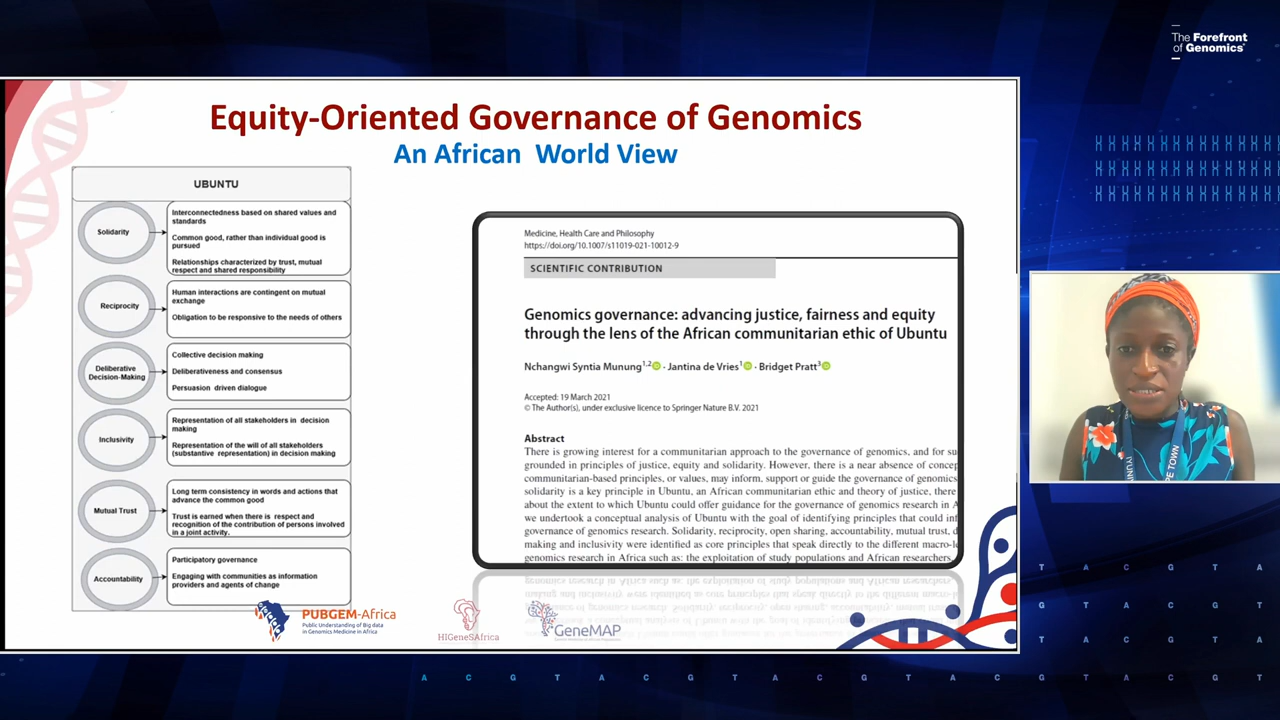 The Forefront
of Genomics
Equity-Oriented Governance of Genomics
An African World View
UBUNTU
Solidarity
Interconnectedness based on shared values and
standards
Common good, rather than individual good is
pursued
Relationships characterized by trust, mutual
respect and shared responsibility
Reciprocity
Human interactions are contingent on mutual
exchange
Obligation to be responsive to the needs of others
Deliberative
Decision-Making
Collective decision making
Deliberativeness and consensus
Persuasion driven dialogue
Inclusivity
Representation of all stakeholders in decision
making
Representation of the will of all stakeholders
(substantive representation) in decision making
Mutual Trust
Long term consistency in words and actions that
advance the common good
Trust is earned when there is respect and
recognition of the contribution of persons involved
in a joint activity.
Accountability
Participatory governance
Engaging with communities as information
providers and agents of change
Medicine, Health Care and Philosophy
https://doi.org/10.1007/s11019-021-10012-9
SCIENTIFIC CONTRIBUTION
Genomics governance: advancing justice, fairness and equity
through the lens of the African communitarian ethic of Ubuntu
Nchangwi Syntia Munung1,2 · Jantina de Vries1 · Bridget Pratt3
Accepted: 19 March 2021
© The Author(s), under exclusive licence to Springer Nature B.V. 2021
Abstract
There is growing interest for a communitarian approach to the governance of genomics, and for su
grounded in principles of justice, equity and solidarity. However, there is a near absence of concep
communitarian-based principles, or values, may inform, support or guide the governance of genomics
solidarity is a key principle in Ubuntu, an African communitarian ethic and theory of justice, there
about the extent to which Ubuntu could offer guidance for the governance of genomics research in A
we undertook a conceptual analysis of Ubuntu with the goal of identifying principles that could inf
governance of genomics research. Solidarity, reciprocity, open sharing, accountability, mutual trust, d
making and inclusivity were identified as core principles that speak directly to the different macro-l
genomics research in Africa such as: the exploitation of study populations and African researchers
PUBGEM-Africa
Public Understanding of Big data
in Genomics Medicine in Africa
HIGeneSAfrica
GeneMAP
PE TOWN
T A C G T A
T A C G T A
T A C G T A
A C G T A C G T A C G T A C G T A C G T